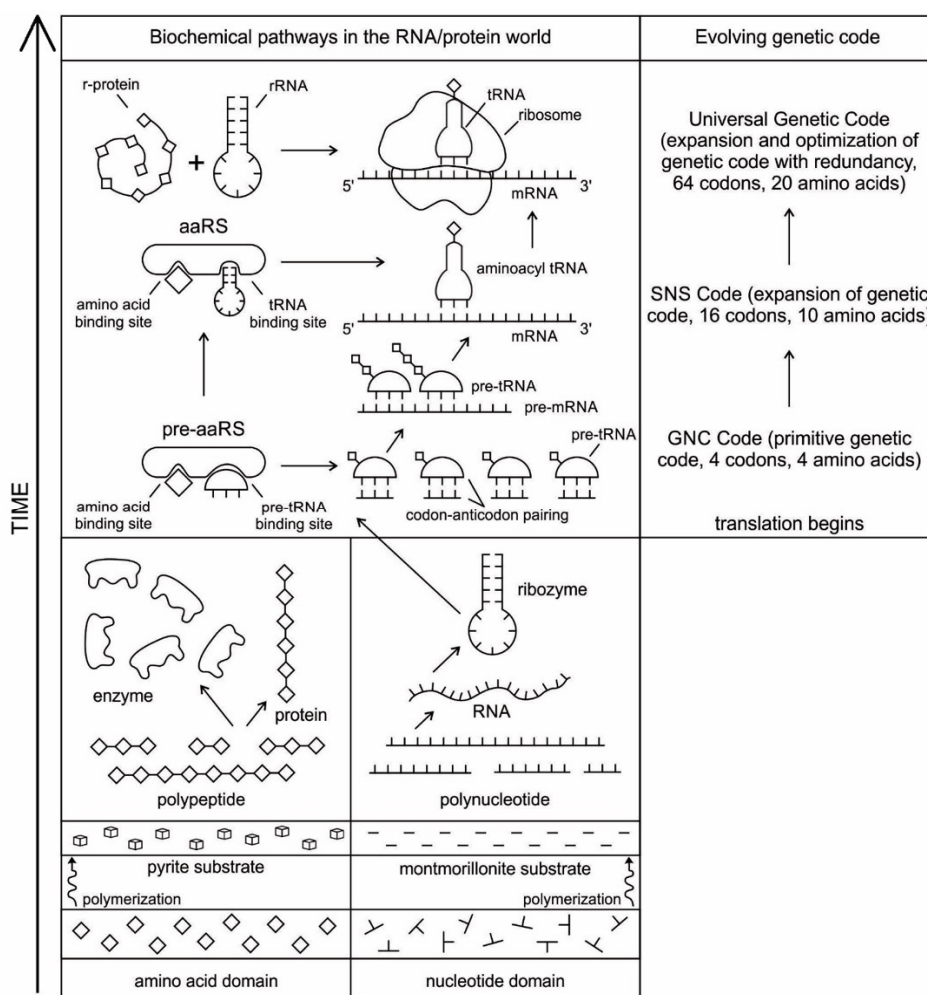 Biochemical pathways in the RNA/protein world
Evolving genetic code
r-protein
rRNA
tRNA
ribosome
5'
3'
mRNA
Universal Genetic Code
(expansion and optimization of
genetic code with redundancy,
64 codons, 20 amino acids)
aaRS
amino acid
binding site
tRNA
binding site
aminoacyl tRNA
5'
3'
mRNA
SNS Code (expansion of genetic
code, 16 codons, 10 amino acids)
pre-tRNA
pre-mRNA
pre-aaRS
amino acid
binding site
pre-tRNA
binding site
pre-tRNA
codon-anticodon pairing
GNC Code (primitive genetic
code, 4 codons, 4 amino acids)
translation begins
TIME
enzyme
protein
polypeptide
ribozyme
RNA
polynucleotide
pyrite substrate
montmorillonite substrate
polymerization
polymerization
amino acid domain
nucleotide domain